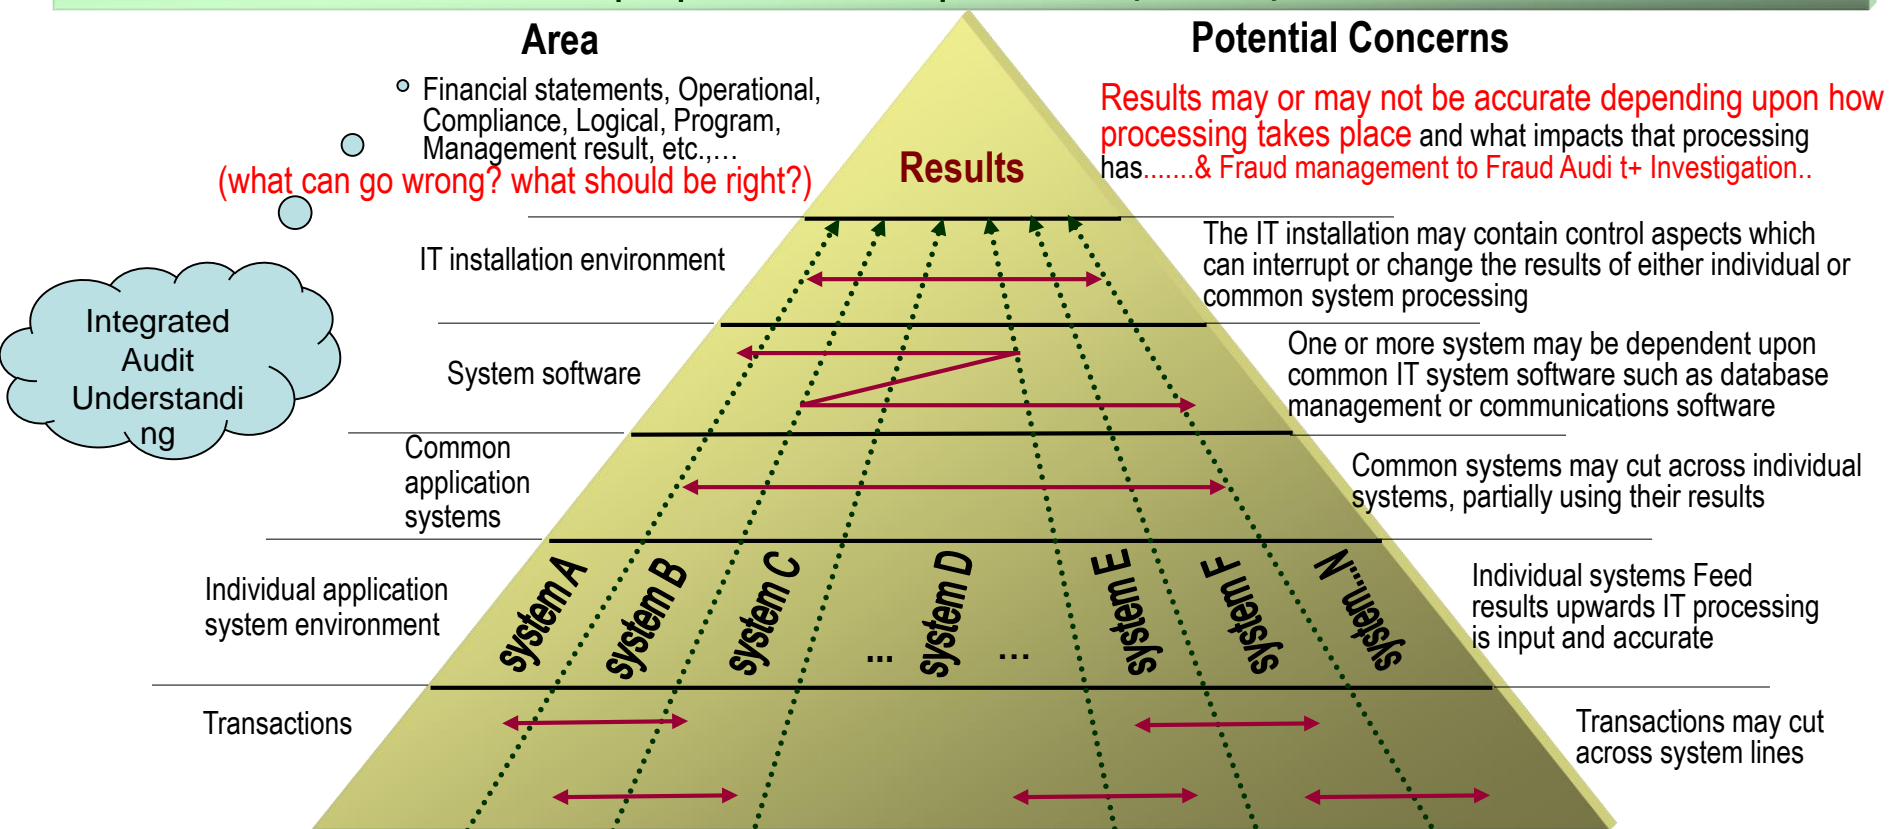 Area
Potential Concerns
Financial statements, Operational,
Compliance, Logical, Program,
Management result, etc.,...
(what can go wrong? what should be right?)
Results
Results may or may not be accurate depending upon how
processing takes place and what impacts that processing
has.......& Fraud management to Fraud Audi t+ Investigation..
IT installation environment
The IT installation may contain control aspects which
can interrupt or change the results of either individual or
common system processing
Integrated
Audit
Understandi
ng
System software
One or more system may be dependent upon
common IT system software such as database
management or communications software
Common
application
systems
Common systems may cut across individual
systems, partially using their results
Individual application
system environment
system A
system B
system C
...
system D
...
system E
system F
system....N
Individual systems Feed
results upwards IT processing
is input and accurate
Transactions
Transactions may cut
across system lines